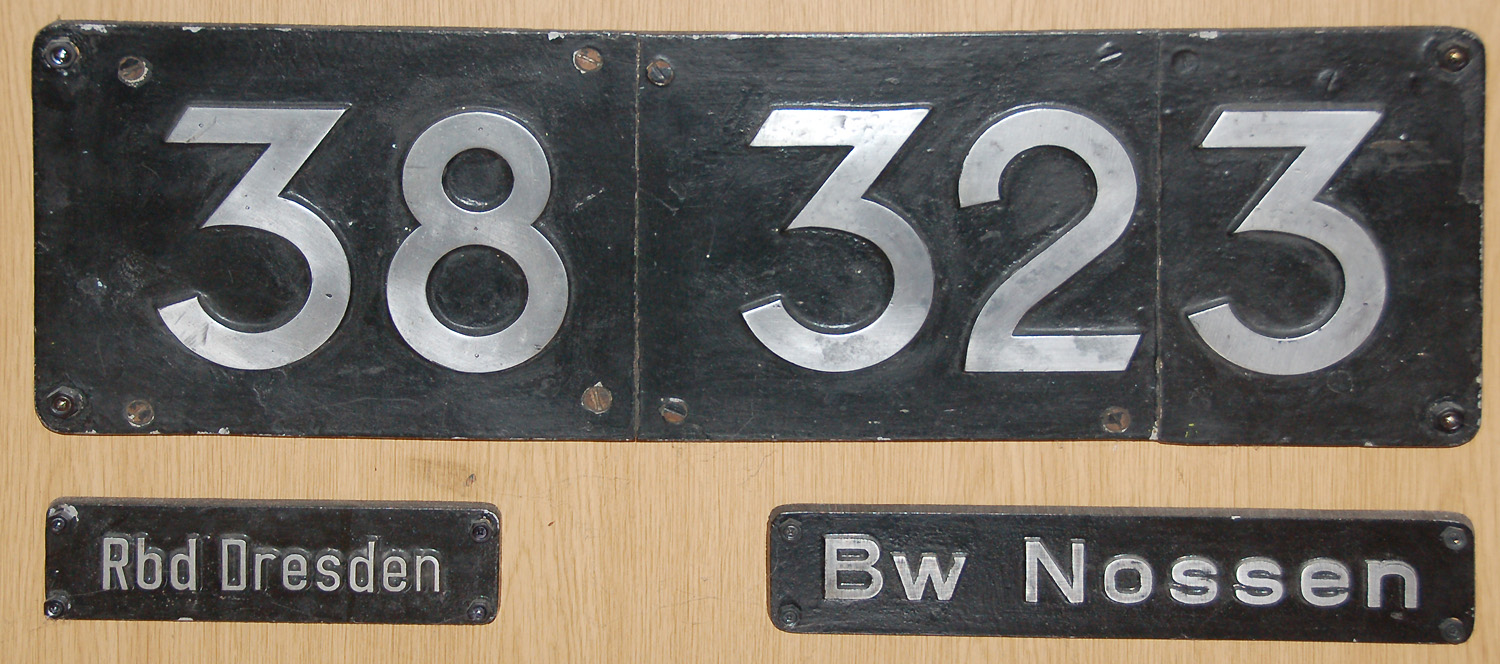 38 323
Rbd Dresden
Bw Nossen